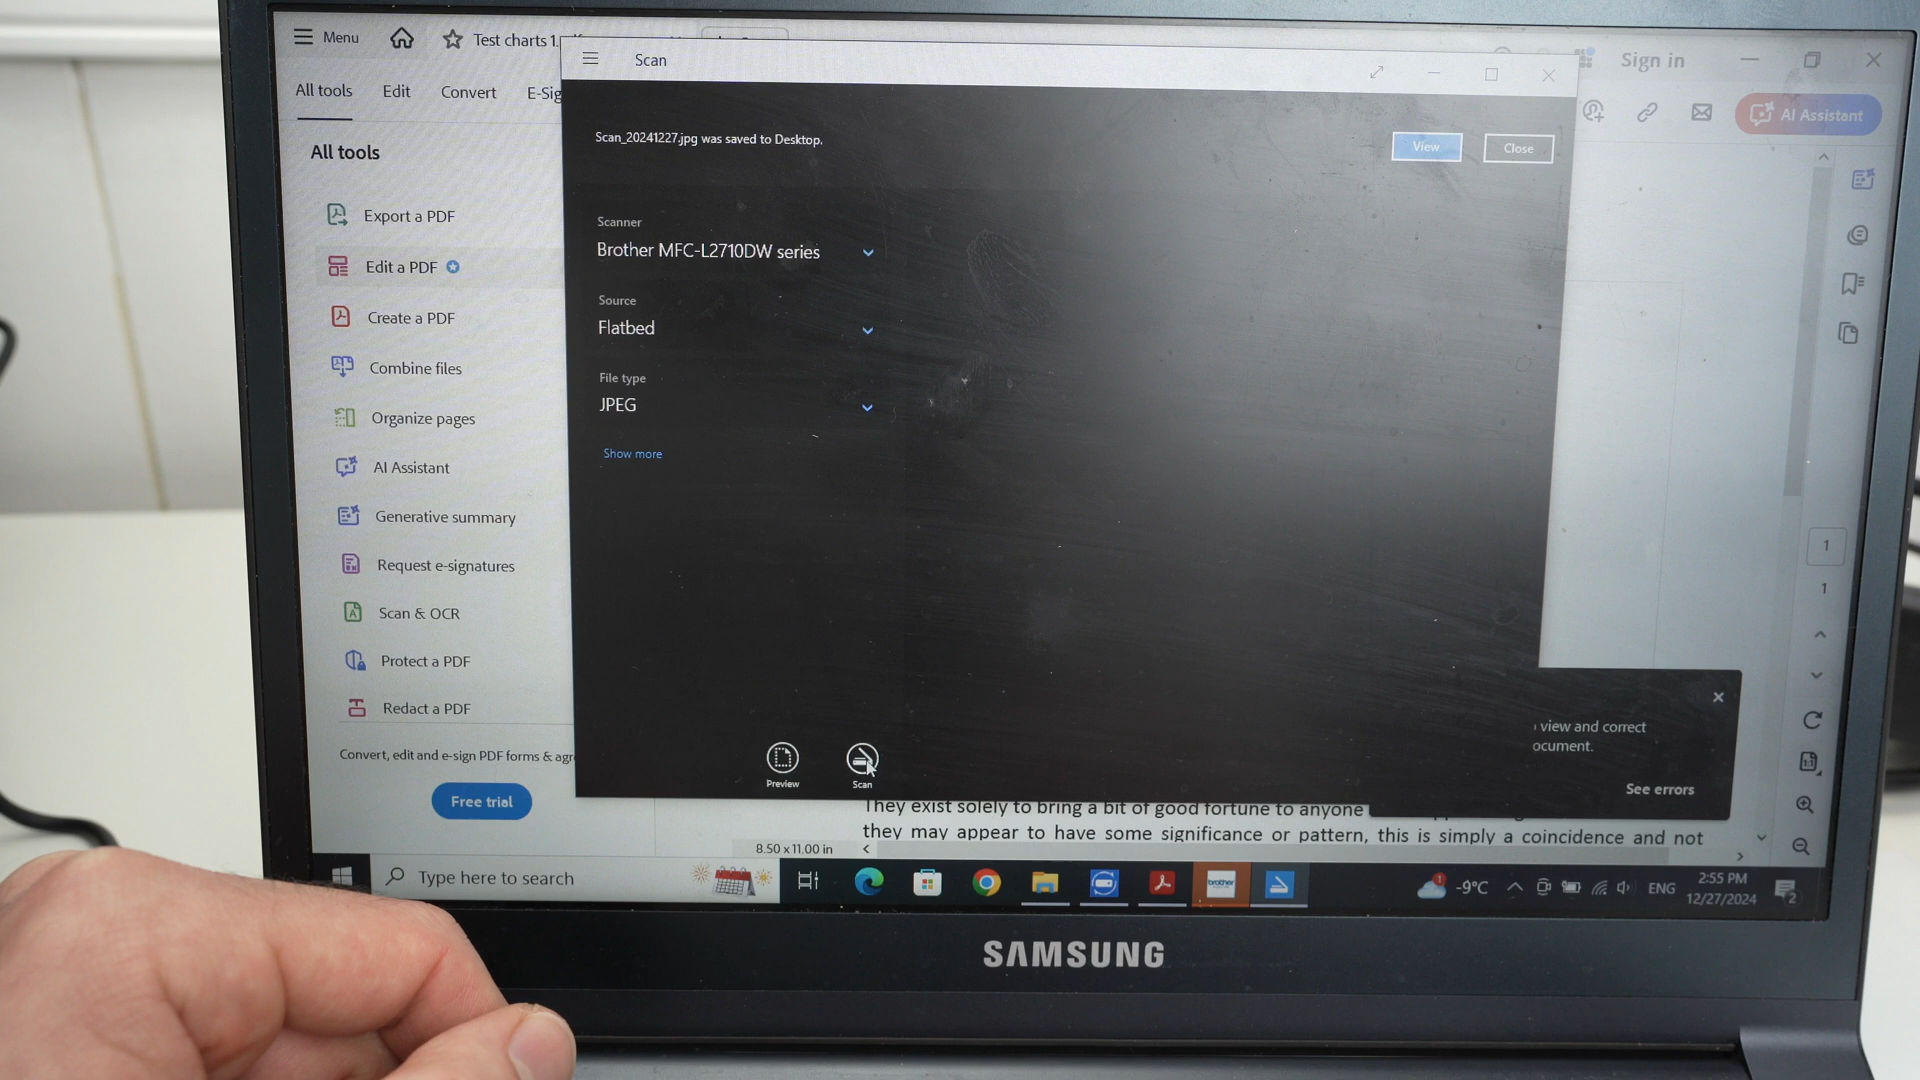 Menu
Test charts 1.
Sign in
All tools
Edit
Convert
E-Sig
AI Assistant
All tools
Export a PDF
Edit a PDF
Create a PDF
Combine files
Organize pages
AI Assistant
Generative summary
Request e-signatures
Scan & OCR
Protect a PDF
Redact a PDF
Convert, edit and e-sign PDF forms & agr
Free trial
Scan
Scan_20241227.jpg was saved to Desktop.
View
Close
Scanner
Brother MFC-L2710DW series
Source
Flatbed
File type
JPEG
Show more
Preview
Scan
view and correct
ocument.
See errors
1
1
They exist solely to bring a bit of good fortune to anyone
they may appear to have some significance or pattern, this is simply a coincidence and not
8.50 x 11.00 in
Type here to search
brother
1
-9°C
ENG
2:55 PM
12/27/2024
2
SAMSUNG